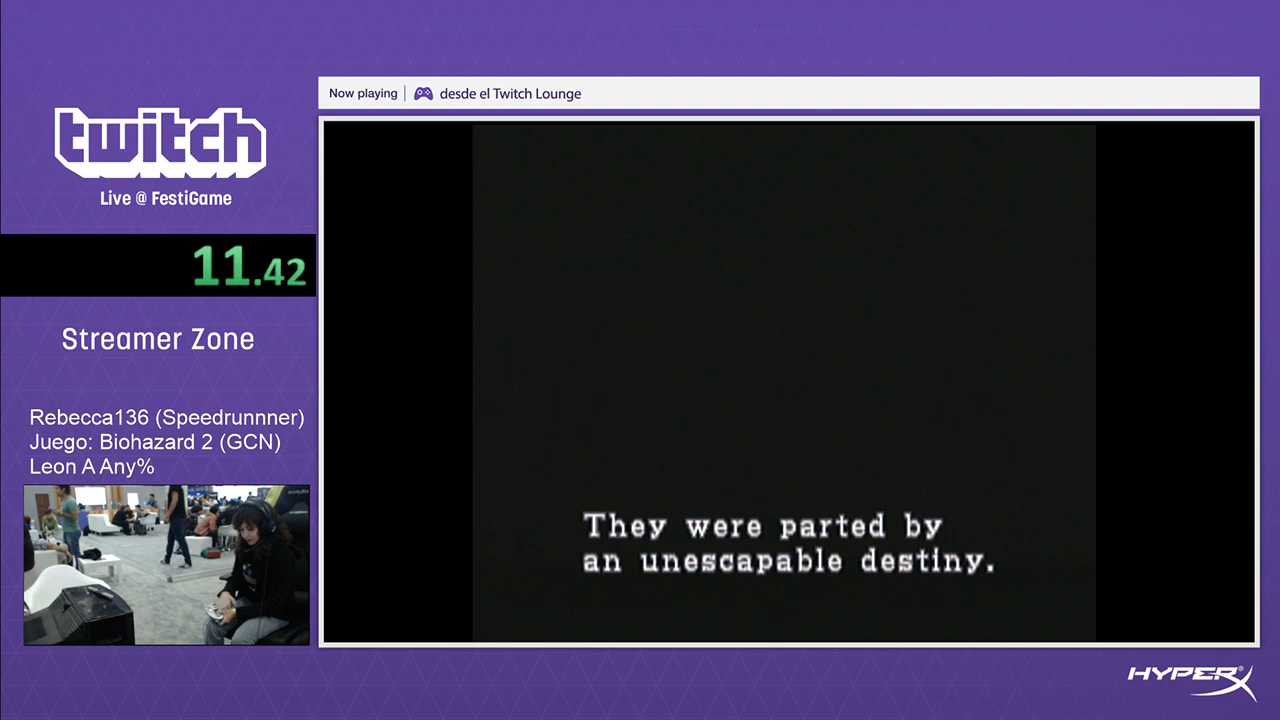 Now playing | desde el Twitch Lounge
twitch
Live @ FestiGame
11.42
Streamer Zone
Rebecca136 (Speedrunnner)
Juego: Biohazard 2 (GCN)
Leon A Any%
They were parted by
an unescapable destiny.
HYPERX